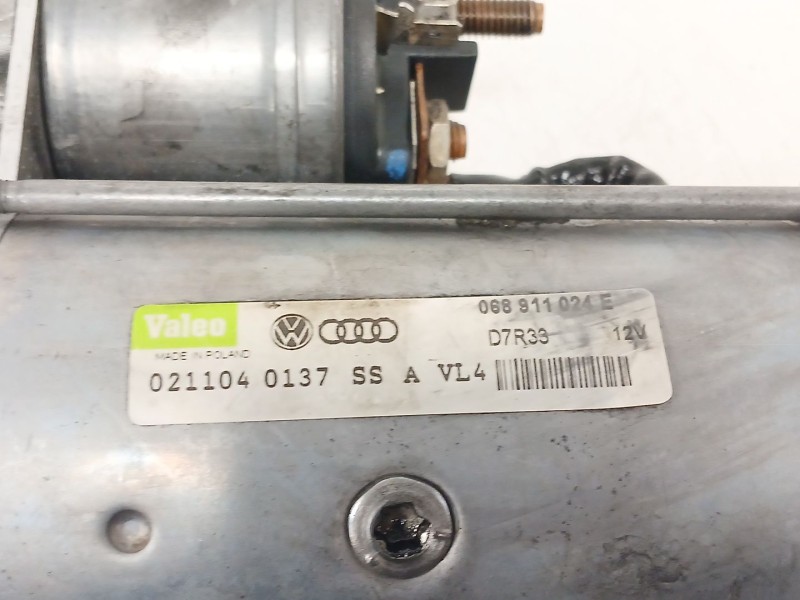 Valeo
MADE IN POLAND
068 911 024 E
D7R33 12V
021104 0137 SS A VL4